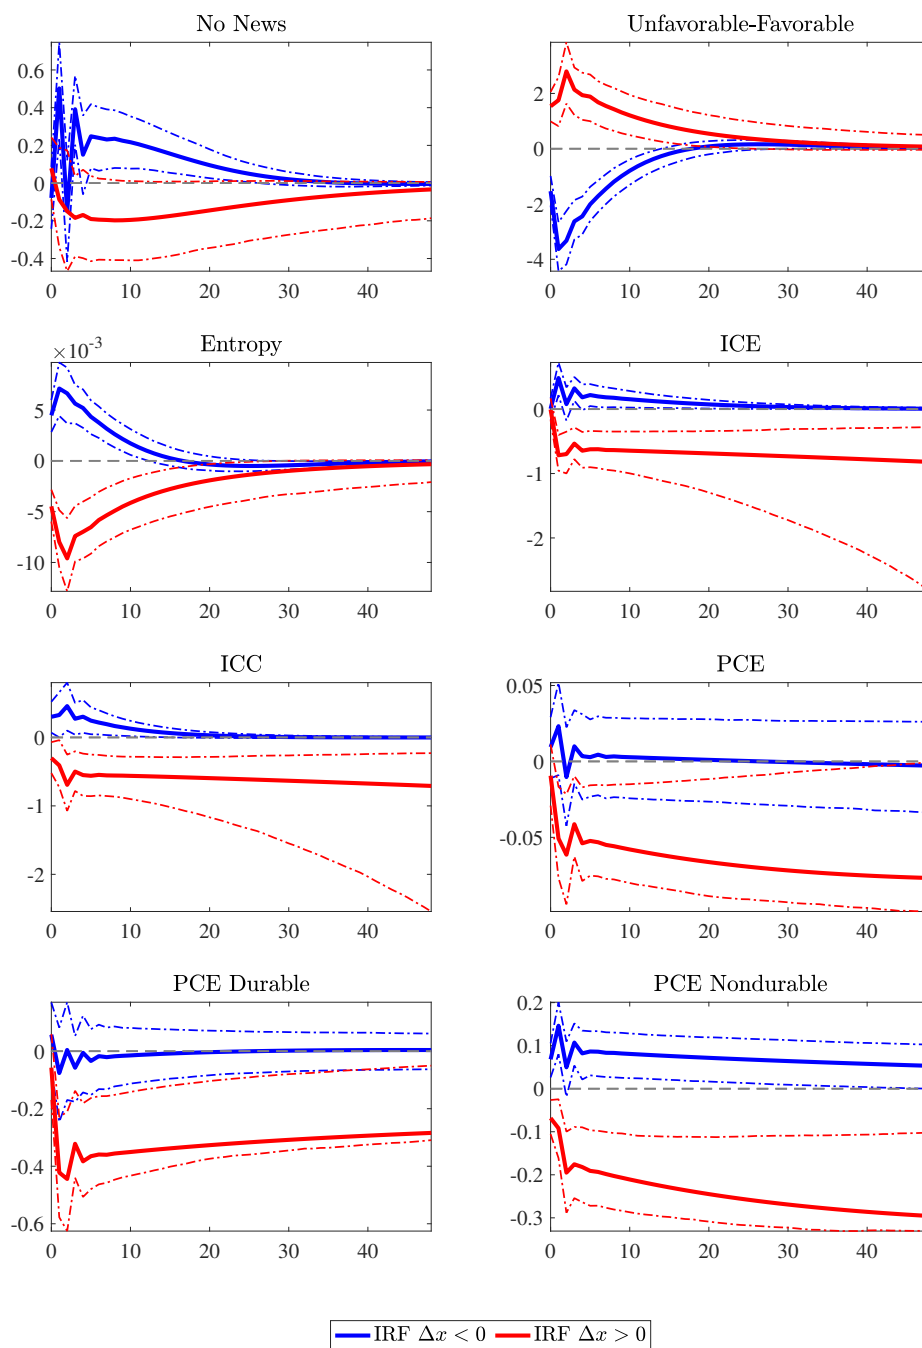 No News
Unfavorable-Favorable
0.6
0.4
0.2
0
-0.2
-0.4
0 10 20 30 40
2
0
-2
-4
0 10 20 30 40
Entropy
ICE
×10⁻³
5
0
-5
-10
0 10 20 30 40
0
-1
-2
0 10 20 30 40
ICC
PCE
0
-1
-2
0 10 20 30 40
0.05
0
-0.05
0 10 20 30 40
PCE Durable
PCE Nondurable
0
-0.2
-0.4
-0.6
0 10 20 30 40
0.2
0.1
0
-0.1
-0.2
-0.3
0 10 20 30 40
IRF Δx < 0 IRF Δx > 0